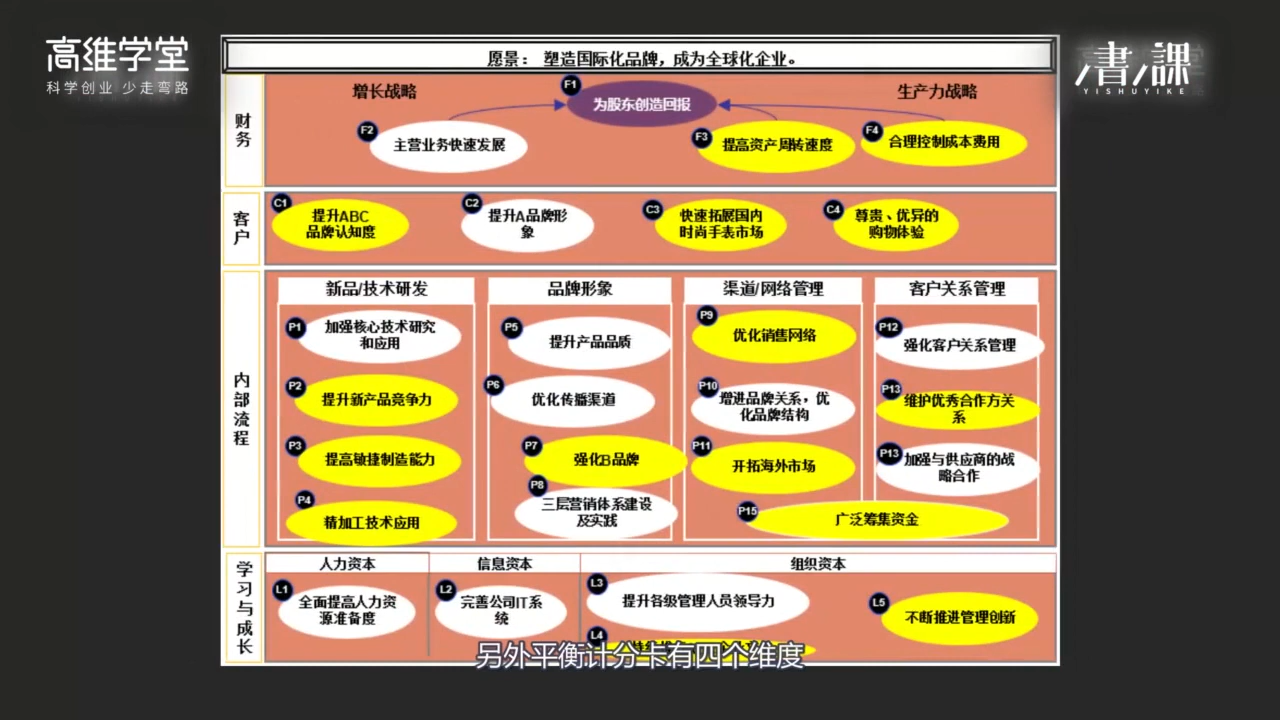 高维学堂
科学创业 少走弯路
書課
YISHUYIKE
愿景： 塑造国际化品牌，成为全球化企业。
财务
增长战略
生产力战略
F1
为股东创造回报
F2
主营业务快速发展
F3
提高资产周转速度
F4
合理控制成本费用
客户
C1
提升ABC
品牌认知度
C2
提升A品牌形
象
C3
快速拓展国内
时尚手表市场
C4
尊贵、优异的
购物体验
内部流程
新品/技术研发
P1
加强核心技术研究
和应用
P2
提升新产品竞争力
P3
提高敏捷制造能力
P4
精加工技术应用
品牌形象
P5
提升产品品质
P6
优化传播渠道
P7
强化B品牌
P8
三层营销体系建设
及实践
渠道/网络管理
P9
优化销售网络
P10
增进品牌关系，优
化品牌结构
P11
开拓海外市场
客户关系管理
P12
强化客户关系管理
P13
维护优秀合作方关
系
P13
加强与供应商的战
略合作
P15
广泛筹集资金
学习与成长
人力资本
L1
全面提高人力资
源准备度
信息资本
L2
完善公司IT系
统
组织资本
L3
提升各级管理人员领导力
L4
L5
不断推进管理创新
另外平衡计分卡有四个维度